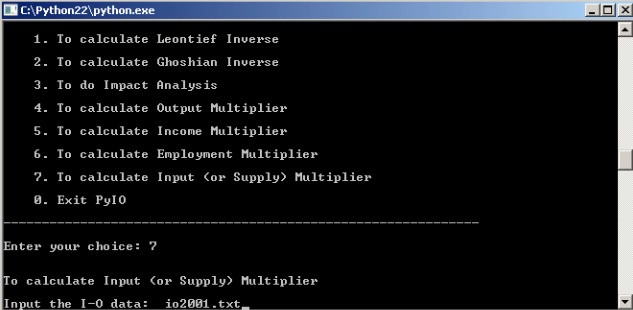 C:\Python22\python.exe
1. To calculate Leontief Inverse
2. To calculate Ghoshian Inverse
3. To do Impact Analysis
4. To calculate Output Multiplier
5. To calculate Income Multiplier
6. To calculate Employment Multiplier
7. To calculate Input (or Supply) Multiplier
0. Exit PyIO
--------------------------------------------------------------
Enter your choice: 7
To calculate Input (or Supply) Multiplier
Input the I-O data:  io2001.txt_